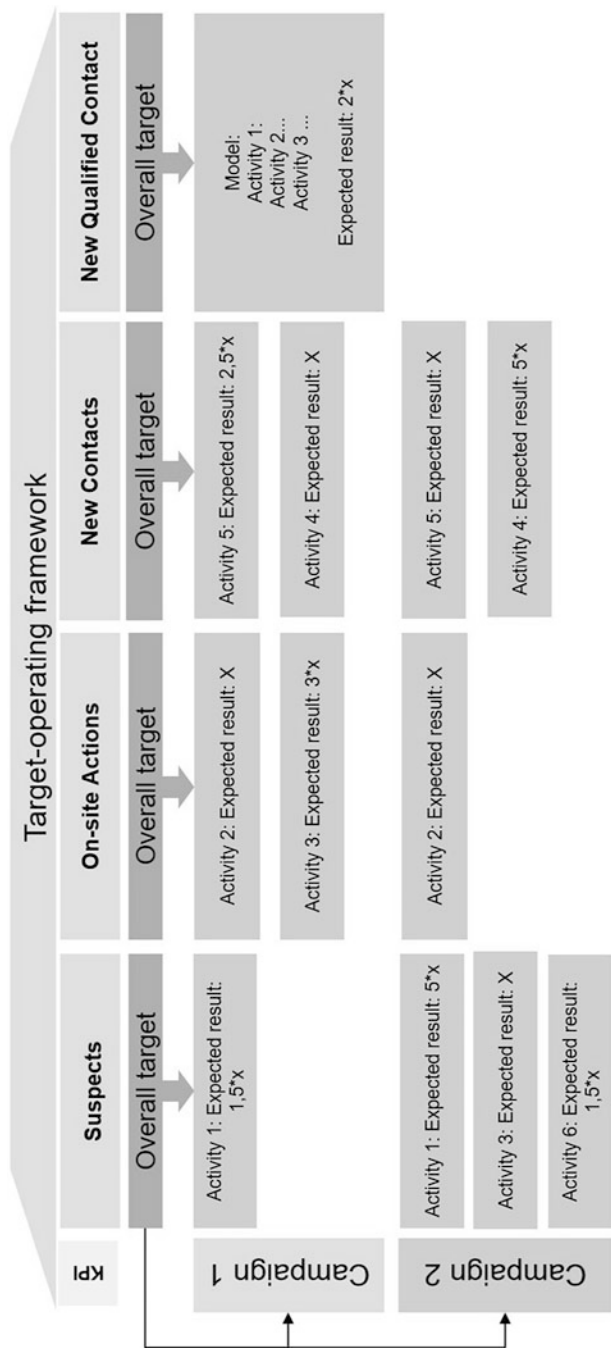 Target-operating framework
KPI
Suspects
On-site Actions
New Contacts
New Qualified Contact
Overall target
Overall target
Overall target
Overall target
Campaign 1
Activity 1: Expected result:
1,5*x
Activity 2: Expected result: X
Activity 3: Expected result: 3*x
Activity 5: Expected result: 2,5*x
Activity 4: Expected result: X
Model:
Activity 1:
Activity 2...
Activity 3 ...
Expected result: 2*x
Campaign 2
Activity 1: Expected result: 5*x
Activity 3: Expected result: X
Activity 6: Expected result:
1,5*x
Activity 2: Expected result: X
Activity 5: Expected result: X
Activity 4: Expected result: 5*x